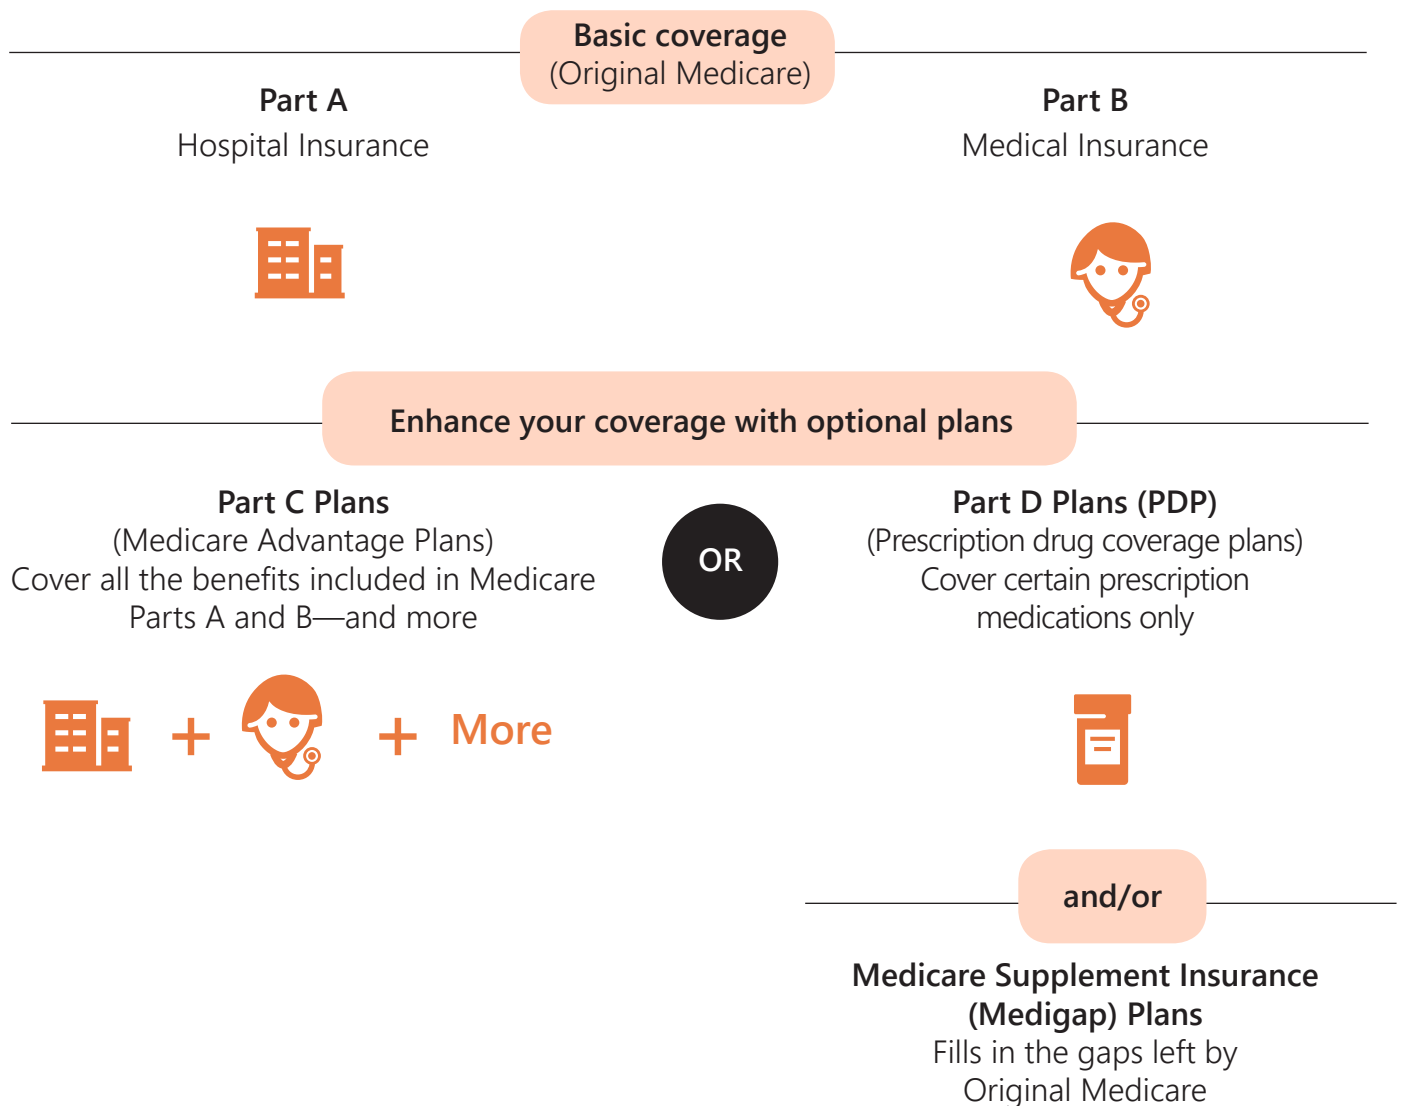 Basic coverage
(Original Medicare)
Part A
Hospital Insurance
Part B
Medical Insurance
Enhance your coverage with optional plans
Part C Plans
(Medicare Advantage Plans)
Cover all the benefits included in Medicare
Parts A and B—and more
+ + More
OR
Part D Plans (PDP)
(Prescription drug coverage plans)
Cover certain prescription
medications only
and/or
Medicare Supplement Insurance
(Medigap) Plans
Fills in the gaps left by
Original Medicare